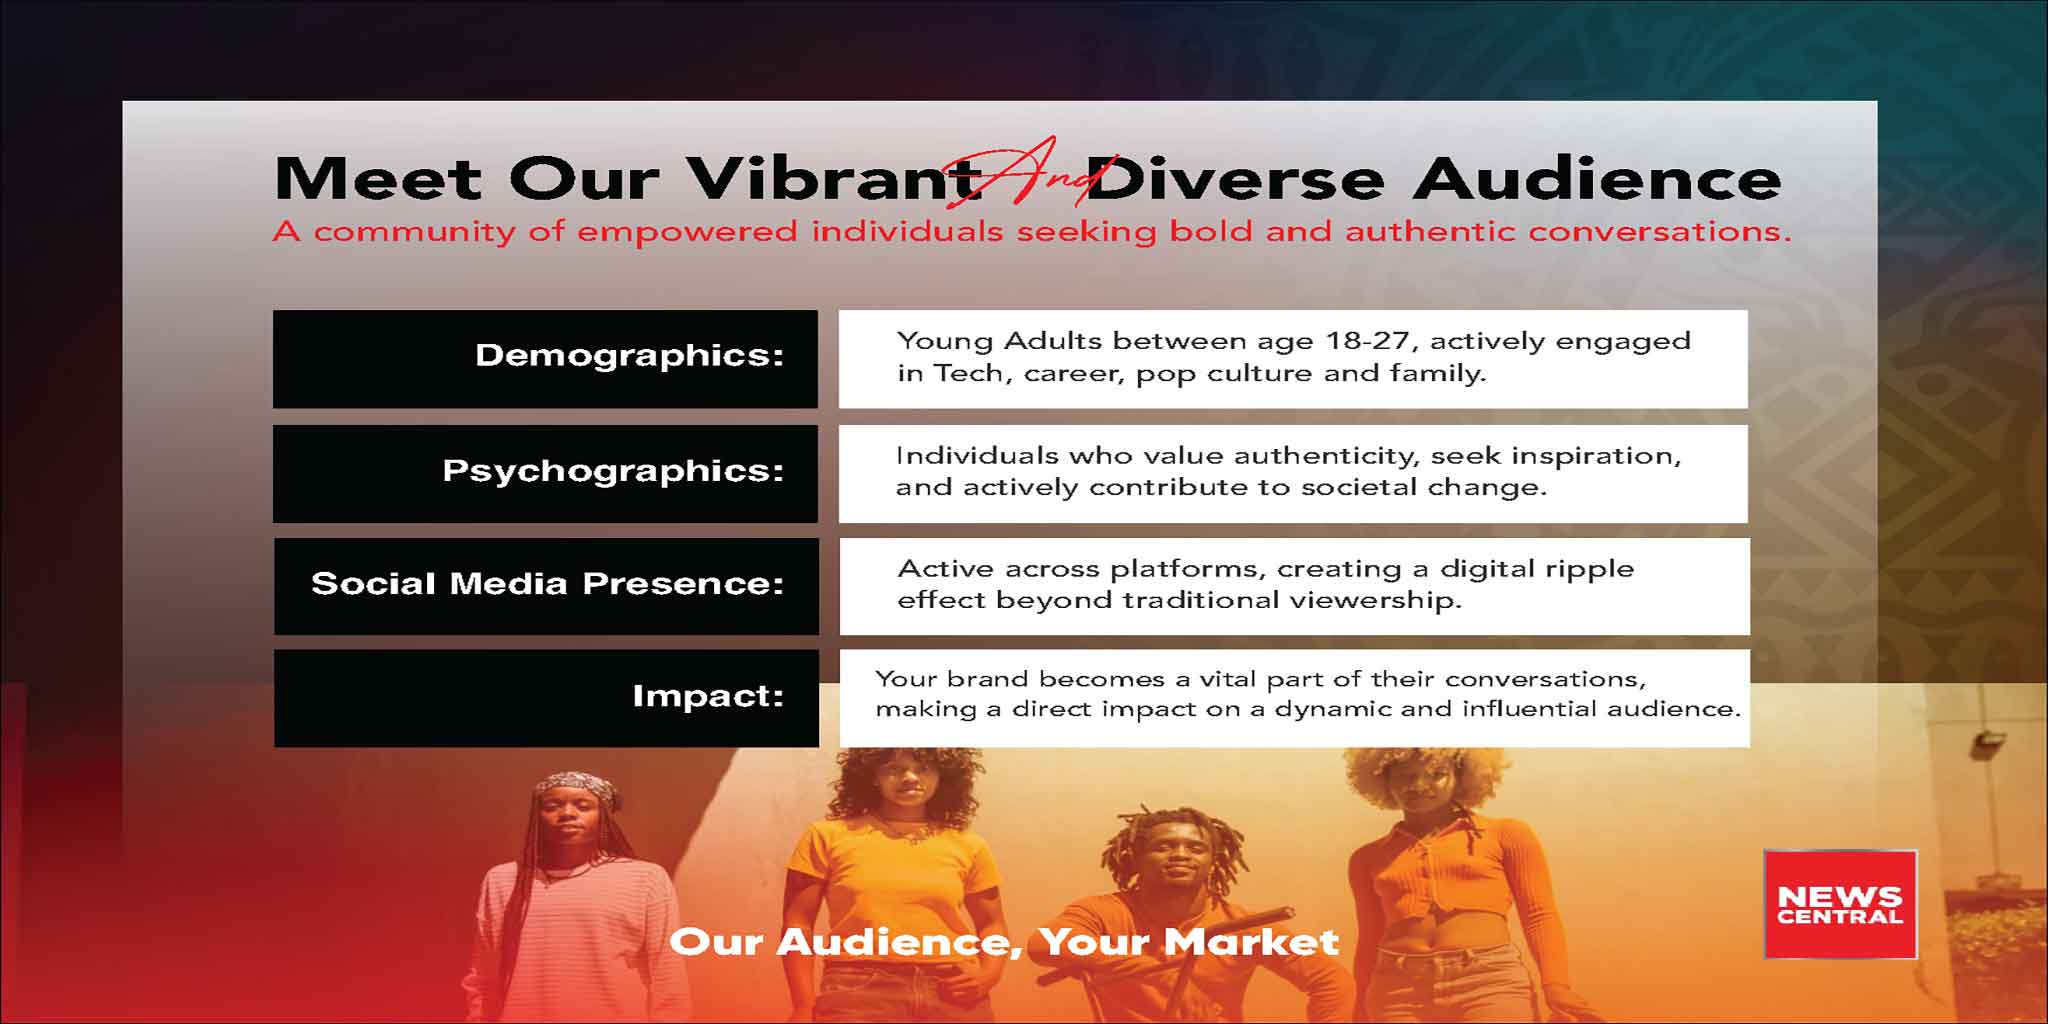 Meet Our Vibrant And Diverse Audience
A community of empowered individuals seeking bold and authentic conversations.
Demographics:
Young Adults between age 18-27, actively engaged
in Tech, career, pop culture and family.
Psychographics:
Individuals who value authenticity, seek inspiration,
and actively contribute to societal change.
Social Media Presence:
Active across platforms, creating a digital ripple
effect beyond traditional viewership.
Impact:
Your brand becomes a vital part of their conversations,
making a direct impact on a dynamic and influential audience.
Our Audience, Your Market
NEWS
CENTRAL